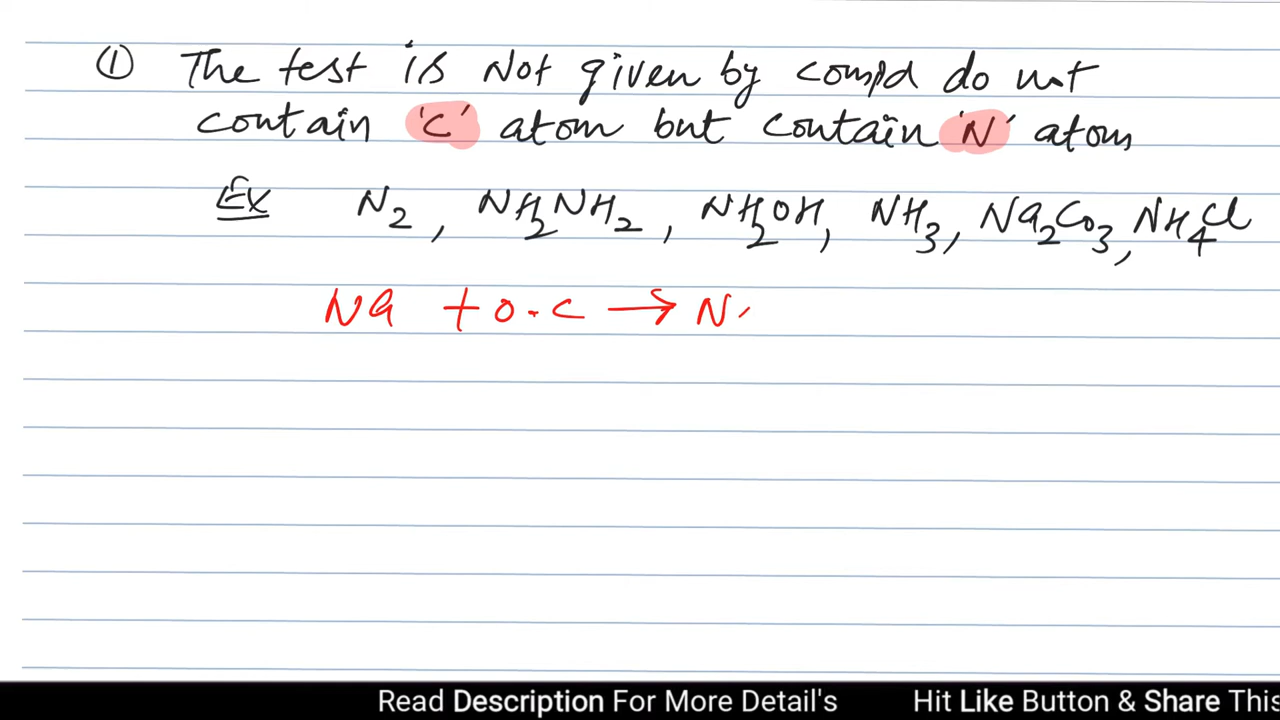 ① The test is Not given by compd do not
contain 'C' atom but contain 'N' atom
Ex N2, NH2NH2, NH2OH, NH3, Na2CO3, NH4Cl
Na + O.C → N
Read Description For More Detail's Hit Like Button & Share This